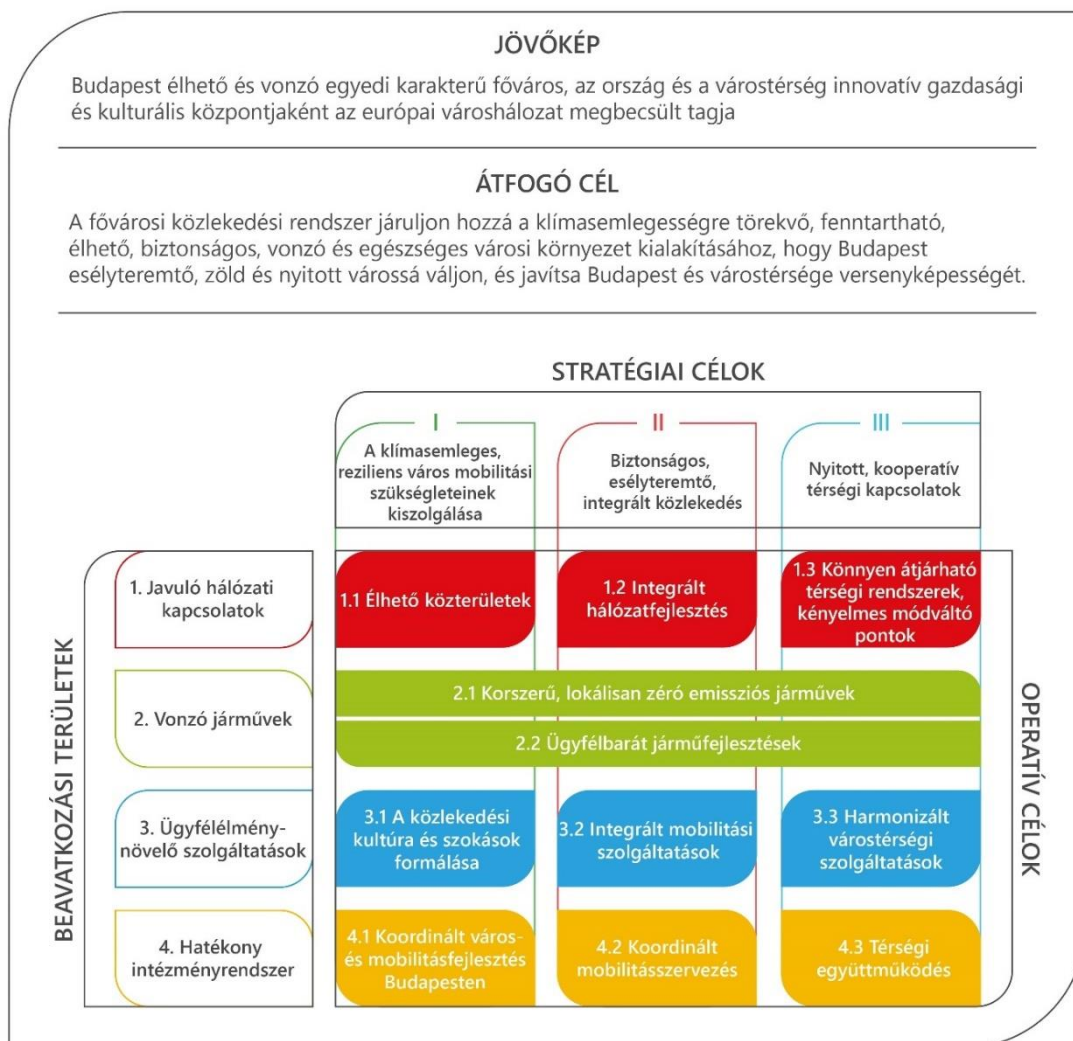 JÖVŐKÉP
Budapest élhető és vonzó egyedi karakterű főváros, az ország és a várostérség innovatív gazdasági
és kulturális központjaként az európai városhálozat megbecsült tagja
ÁTFOGÓ CÉL
A fővárosi közlekedési rendszer járuljon hozzá a klímasemlegességre törekvő, fenntartható,
élhető, biztonságos, vonzó és egészséges városi környezet kialakításához, hogy Budapest
esélyteremtő, zöld és nyitott várossá váljon, és javítsa Budapest és várostérsége versenyképességét.
STRATÉGIAI CÉLOK
I
A klímasemleges,
reziliens város mobilitási
szükségleteinek
kiszolgálása
II
Biztonságos,
esélyteremtő,
integrált közlekedés
III
Nyitott, kooperatív
térségi kapcsolatok
BEAVATKOZÁSI TERÜLETEK
1. Javuló hálózati
kapcsolatok
1.1 Élhető közterületek
1.2 Integrált
hálózatfejlesztés
1.3 Könnyen átjárható
térségi rendszerek,
kényelmes módváltó
pontok
2. Vonzó járművek
2.1 Korszerű, lokálisan zéró emissziós járművek
2.2 Ügyfélbarát járműfejlesztések
3. Ügyfélélmény-
növelő szolgáltatások
3.1 A közlekedési
kultúra és szokások
formálása
3.2 Integrált mobilitási
szolgáltatások
3.3 Harmonizált
várostérségi
szolgáltatások
4. Hatékony
intézményrendszer
4.1 Koordinált város-
és mobilitásfejlesztés
Budapesten
4.2 Koordinált
mobilitásszervezés
4.3 Térségi
együttműködés
OPERATÍV CÉLOK